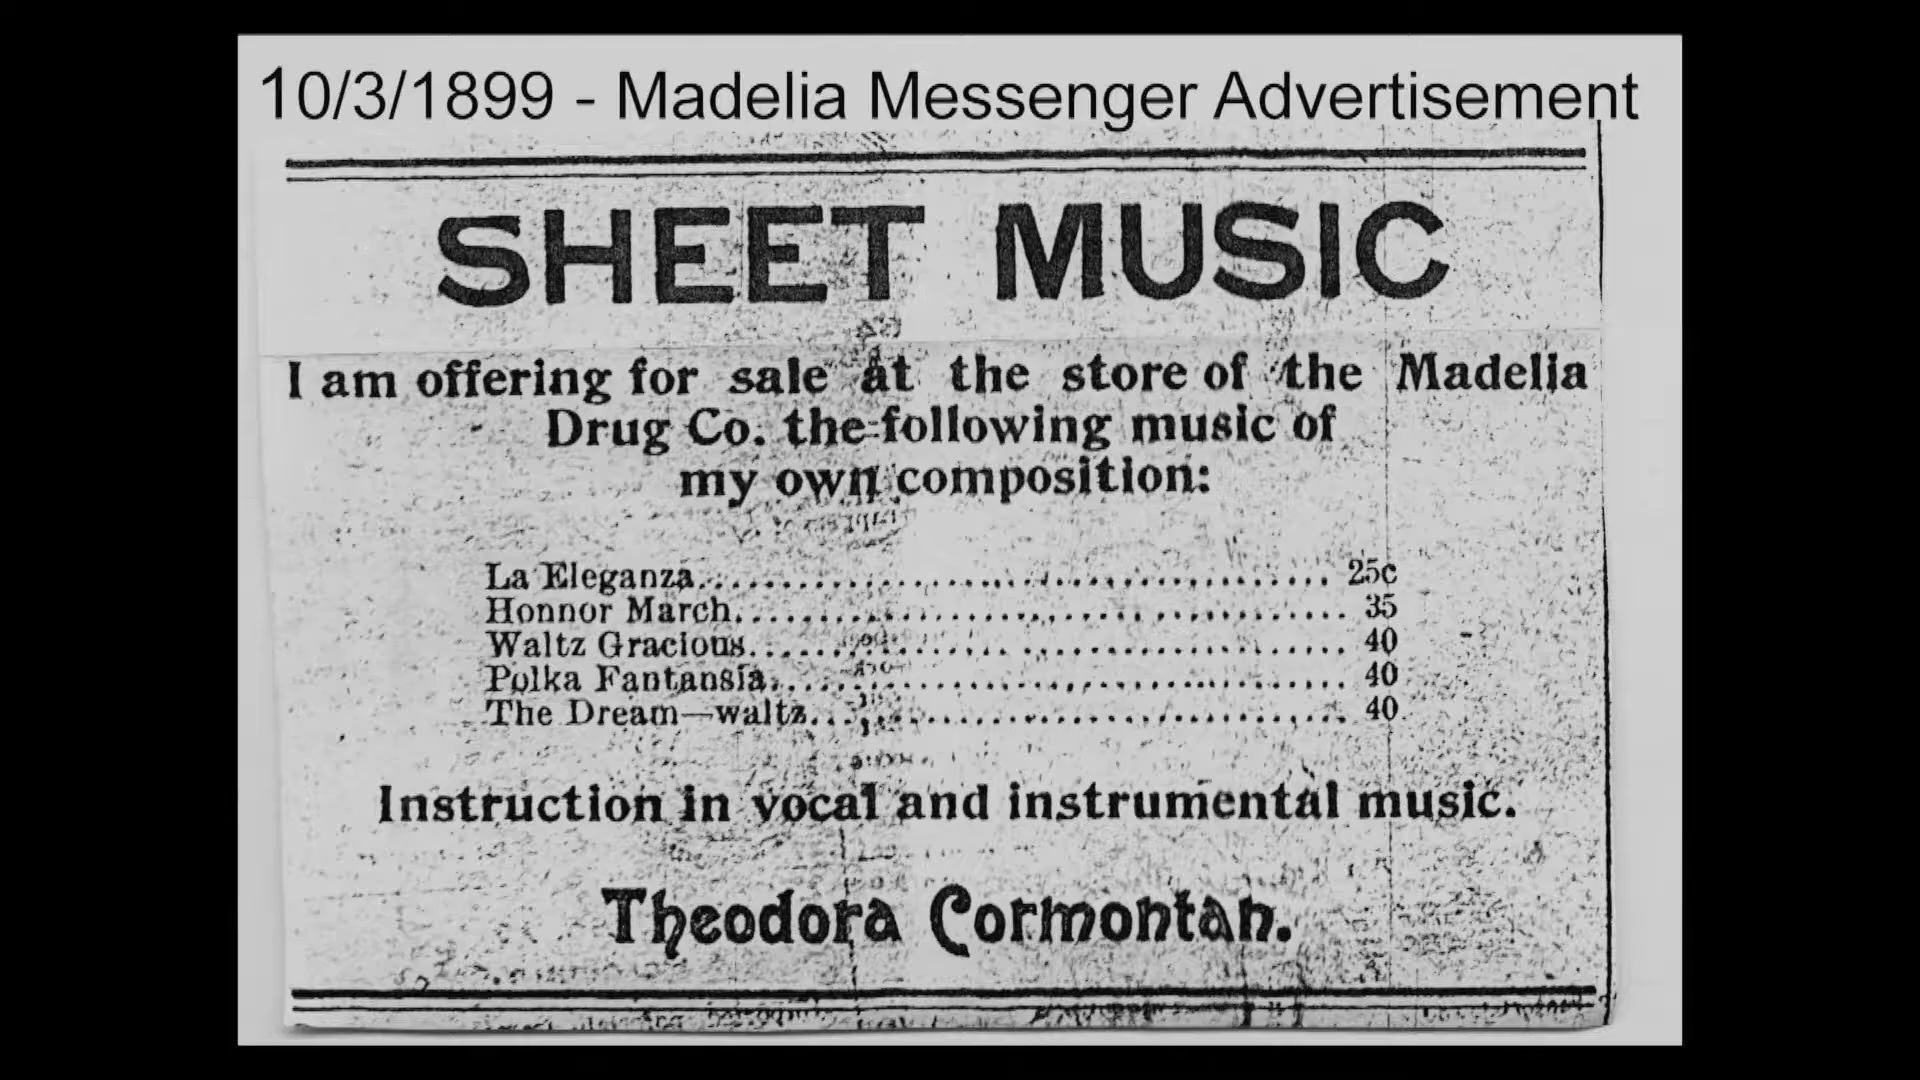 10/3/1899 - Madelia Messenger Advertisement
SHEET MUSIC
I am offering for sale at the store of the Madelia
Drug Co. the following music of
my own composition:
La Eleganza.......... 25c
Honnor March.......... 35
Waltz Gracious.......... 40
Polka Fantansia.......... 40
The Dream—waltz.......... 40
Instruction in vocal and instrumental music.
Theodora Cormontan.